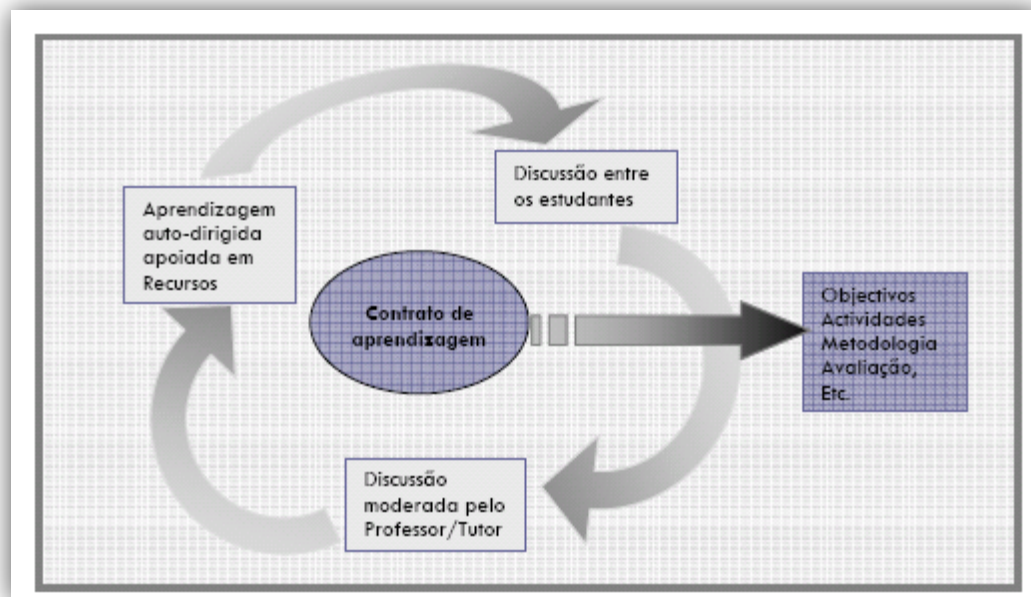 Discussão entre
os estudantes
Aprendizagem
auto-dirigida
apoiada em
Recursos
Contrato de
aprendizagem
Objectivos
Actividades
Metodologia
Avaliação,
Etc.
Discussão
moderada pelo
Professor/Tutor